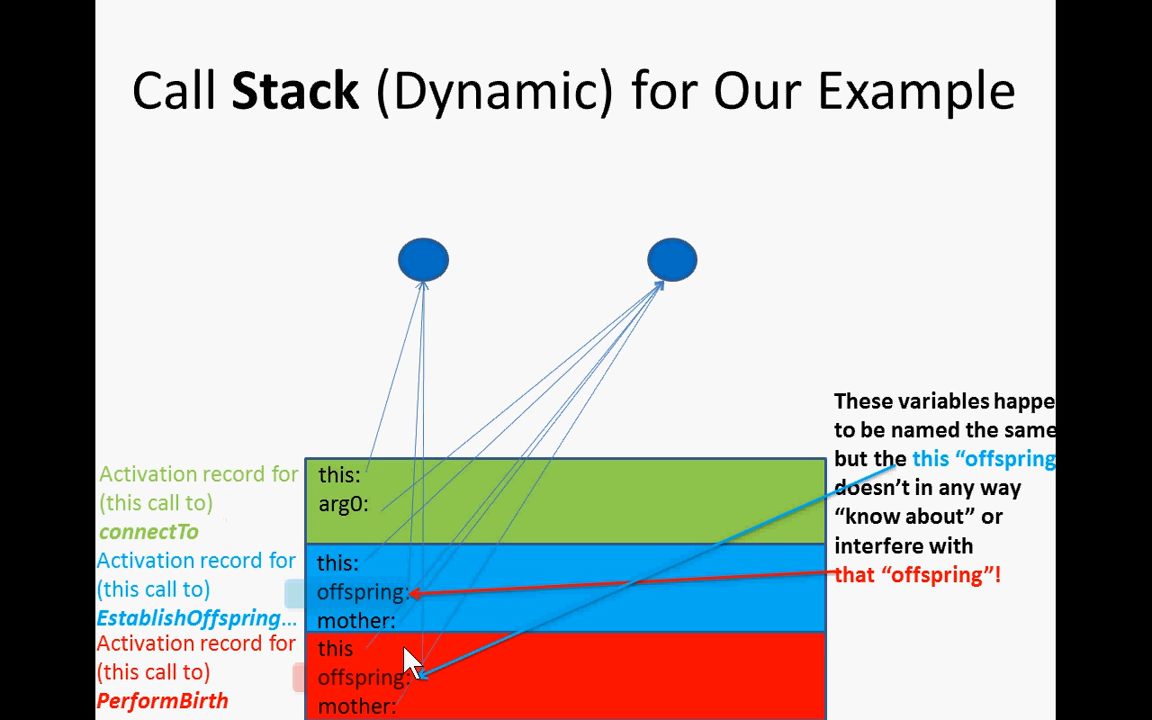 Call Stack (Dynamic) for Our Example
These variables happe
to be named the same
but the this “offspring
doesn’t in any way
“know about” or
interfere with
that “offspring”!
Activation record for
(this call to)
connectTo
this:
arg0:
Activation record for
(this call to)
EstablishOffspring…
this:
offspring:
mother:
Activation record for
(this call to)
PerformBirth
this
offspring:
mother: